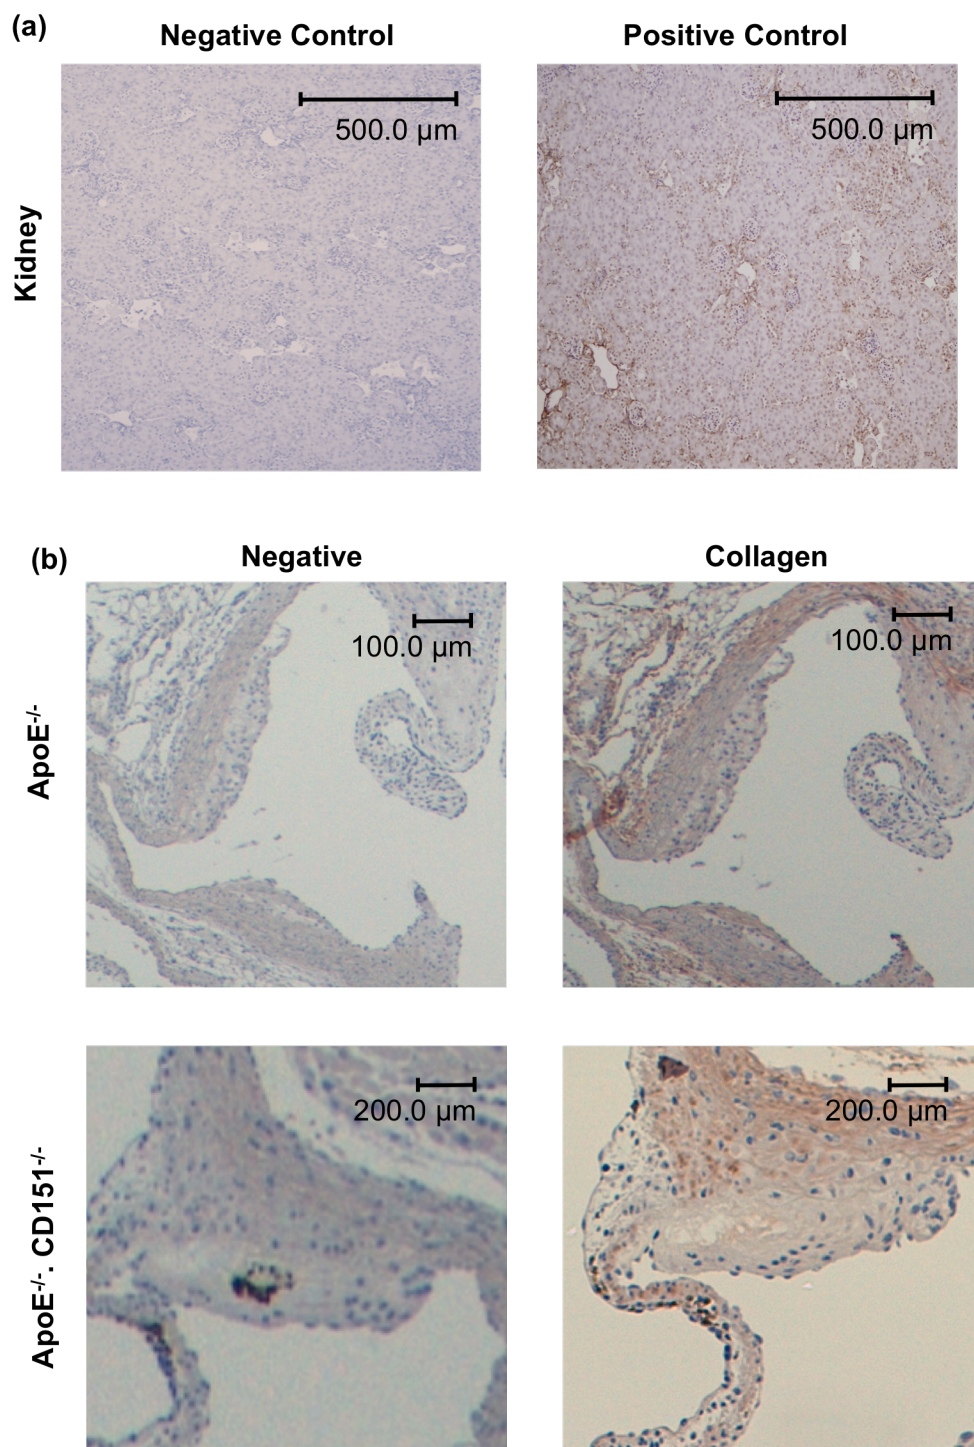 (a)
Negative Control
Positive Control
Kidney
500.0 µm
500.0 µm
(b)
Negative
Collagen
ApoE-/-
100.0 µm
100.0 µm
ApoE-/-. CD151-/-
200.0 µm
200.0 µm